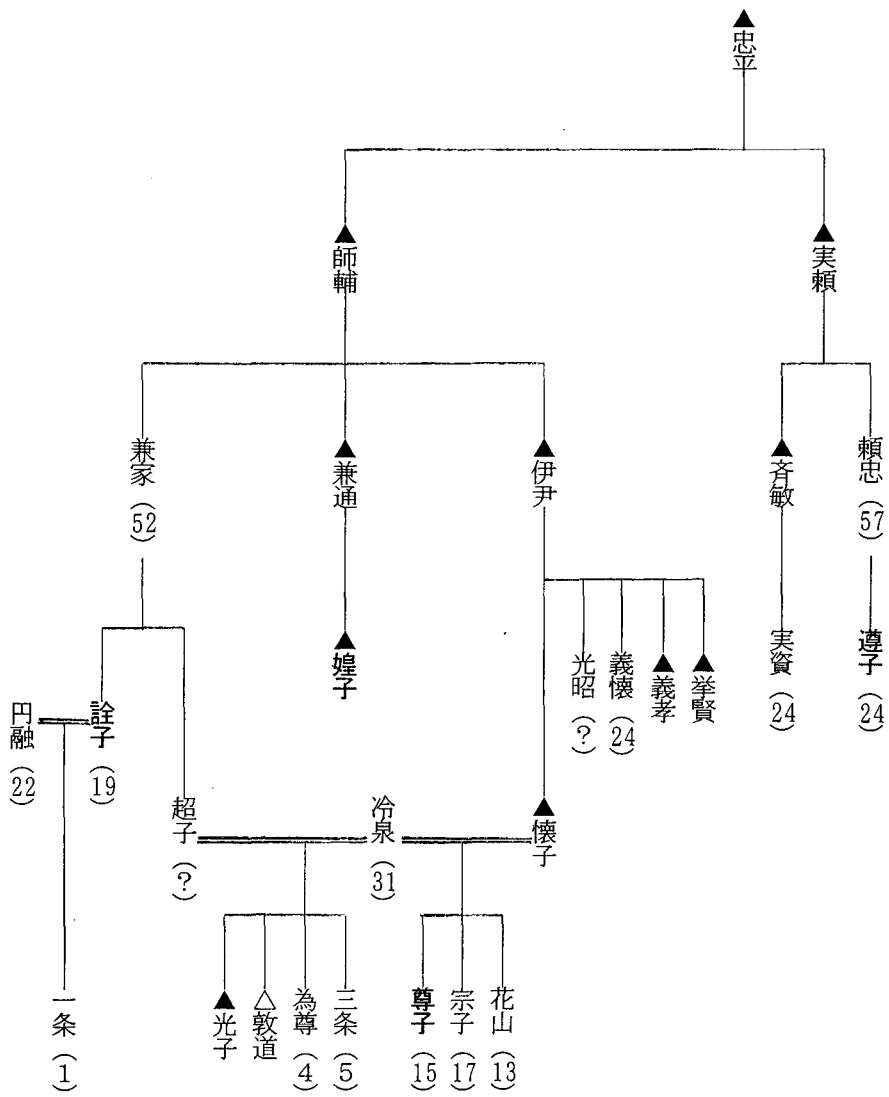 ▲忠平
▲実頼
▲師輔
頼忠(57)
▲斉敏
▲伊尹
▲兼通
兼家(52)
遵子(24)
実資(24)
▲挙賢
▲義孝
義懐(24)
光昭(?)
▲媓子
詮子(19)
円融(22)
▲懐子
冷泉(31)
超子(?)
花山(13)
宗子(17)
尊子(15)
三条(5)
為尊(4)
△敦道
▲光子
一条(1)